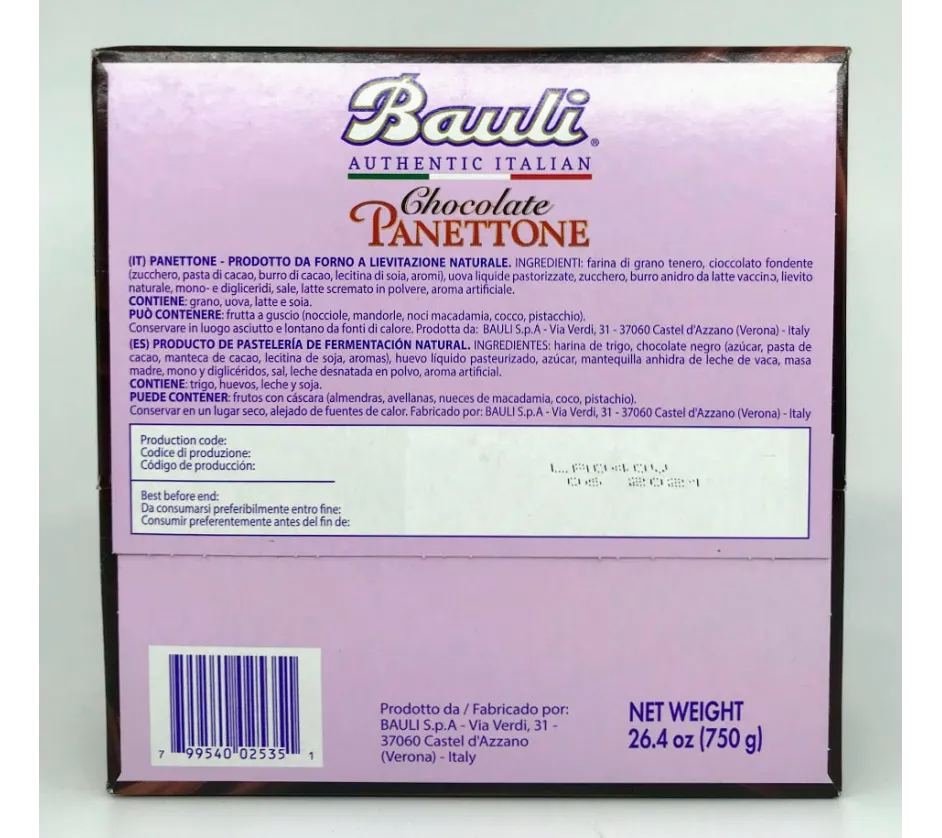 Bauli®
AUTHENTIC ITALIAN
Chocolate
PANETTONE
(IT) PANETTONE - PRODOTTO DA FORNO A LIEVITAZIONE NATURALE. INGREDIENTI: farina di grano tenero, cioccolato fondente
(zucchero, pasta di cacao, burro di cacao, lecitina di soia, aromi), uova liquide pastorizzate, zucchero, burro anidro da latte vaccino, lievito
naturale, mono- e digliceridi, sale, latte scremato in polvere, aroma artificiale.
CONTIENE: grano, uova, latte e soia.
PUÒ CONTENERE: frutta a guscio (nocciole, mandorle, noci macadamia, cocco, pistacchio).
Conservare in luogo asciutto e lontano da fonti di calore. Prodotta da: BAULI S.p.A - Via Verdi, 31 - 37060 Castel d'Azzano (Verona) - Italy
(ES) PRODUCTO DE PASTELERÍA DE FERMENTACIÓN NATURAL. INGREDIENTES: harina de trigo, chocolate negro (azúcar, pasta de
cacao, manteca de cacao, lecitina de soja, aromas), huevo líquido pasteurizado, azúcar, mantequilla anhidra de leche de vaca, masa
madre, mono y diglicéridos, sal, leche desnatada en polvo, aroma artificial.
CONTIENE: trigo, huevos, leche y soja.
PUEDE CONTENER: frutos con cáscara (almendras, avellanas, nueces de macadamia, coco, pistachio).
Conservar en un lugar seco, alejado de fuentes de calor. Fabricado por: BAULI S.p.A - Via Verdi, 31 - 37060 Castel d'Azzano (Verona) - Italy
Production code:
Codice di produzione:
Código de producción:
Best before end:
Da consumarsi preferibilmente entro fine:
Consumir preferentemente antes del fin de:
7 99540 02535 1
Prodotto da / Fabricado por:
BAULI S.p.A - Via Verdi, 31 -
37060 Castel d'Azzano
(Verona) - Italy
NET WEIGHT
26.4 oz (750 g)